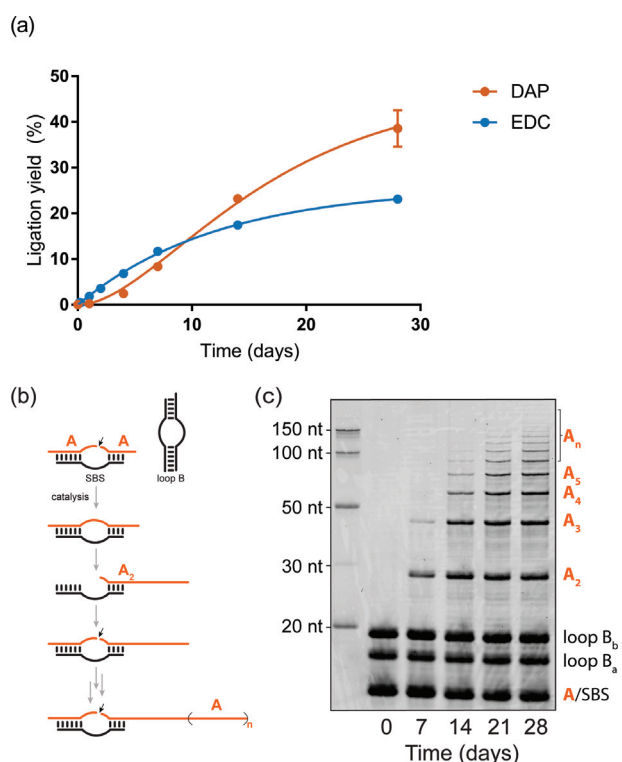 (a)
Ligation yield (%)
50
40
30
20
10
0
0 10 20 30
Time (days)
DAP
EDC
(b)
A A
SBS
loop B
catalysis
A2
A
n
(c)
150 nt
100 nt
50 nt
30 nt
20 nt
An
A5
A4
A3
A2
loop Bb
loop Ba
A/SBS
0 7 14 21 28
Time (days)